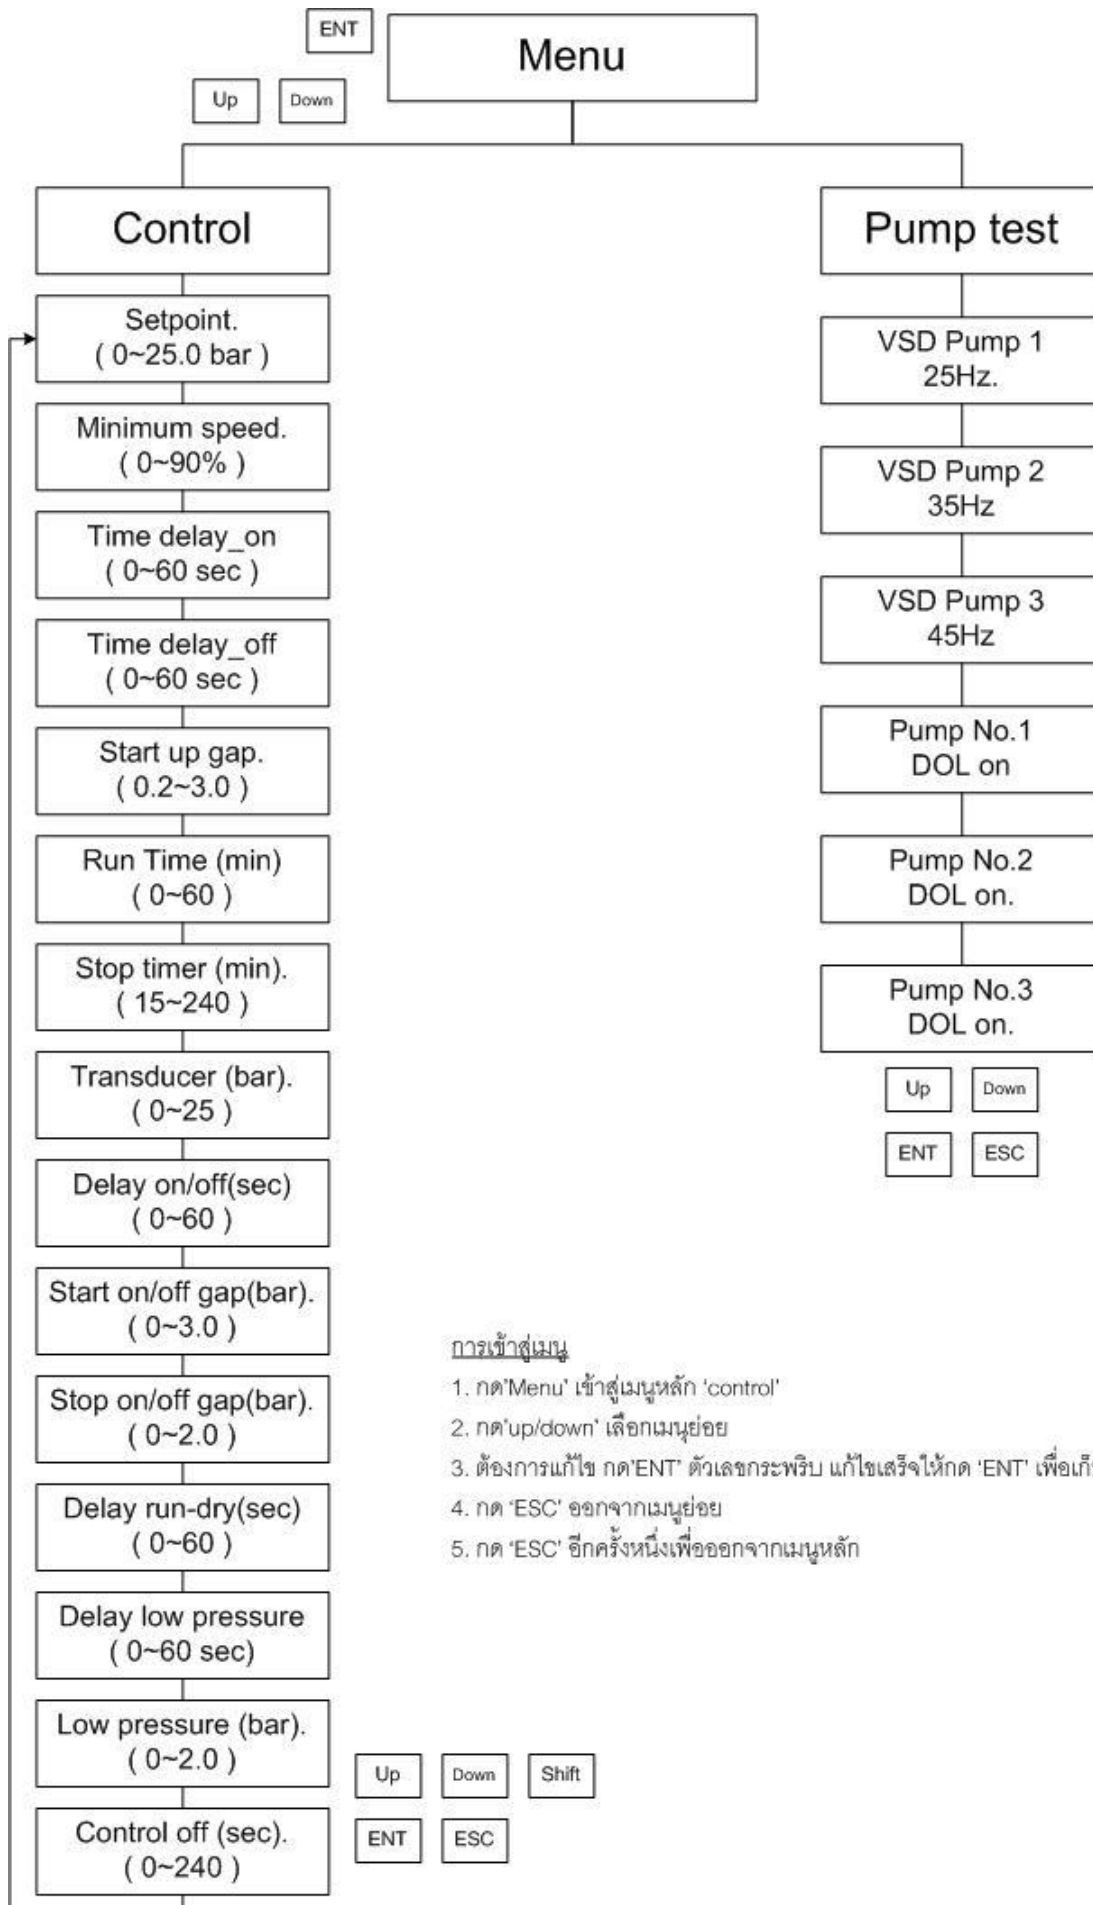 ENT
Menu
Up
Down
Control
Setpoint.
( 0~25.0 bar )
Minimum speed.
( 0~90% )
Time delay_on
( 0~60 sec )
Time delay_off
( 0~60 sec )
Start up gap.
( 0.2~3.0 )
Run Time (min)
( 0~60 )
Stop timer (min).
( 15~240 )
Transducer (bar).
( 0~25 )
Delay on/off(sec)
( 0~60 )
Start on/off gap(bar).
( 0~3.0 )
Stop on/off gap(bar).
( 0~2.0 )
Delay run-dry(sec)
( 0~60 )
Delay low pressure
( 0~60 sec)
Low pressure (bar).
( 0~2.0 )
Control off (sec).
( 0~240 )
Up
Down
Shift
ENT
ESC
Pump test
VSD Pump 1
25Hz.
VSD Pump 2
35Hz
VSD Pump 3
45Hz
Pump No.1
DOL on
Pump No.2
DOL on.
Pump No.3
DOL on.
Up
Down
ENT
ESC
การเข้าสู่เมนู
1. กด'Menu' เข้าสู่เมนูหลัก 'control'
2. กด'up/down' เลือกเมนุย่อย
3. ต้องการแก้ไข กด'ENT' ตัวเลขกระพริบ แก้ไขเสร็จให้กด 'ENT' เพื่อ
4. กด 'ESC' ออกจากเมนูย่อย
5. กด 'ESC' อีกครั้งหนึ่งเพื่อออกจากเมนูหลัก